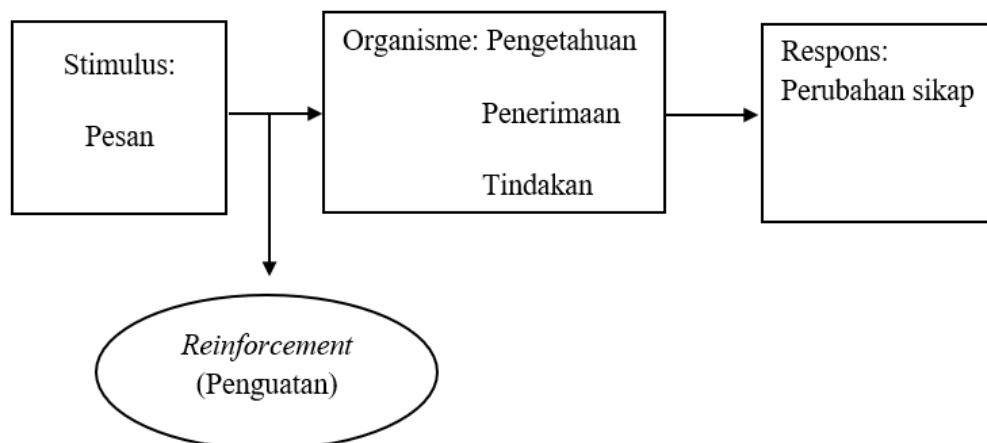 Stimulus:
Pesan
Organisme: Pengetahuan
Penerimaan
Tindakan
Respons:
Perubahan sikap
Reinforcement
(Penguatan)